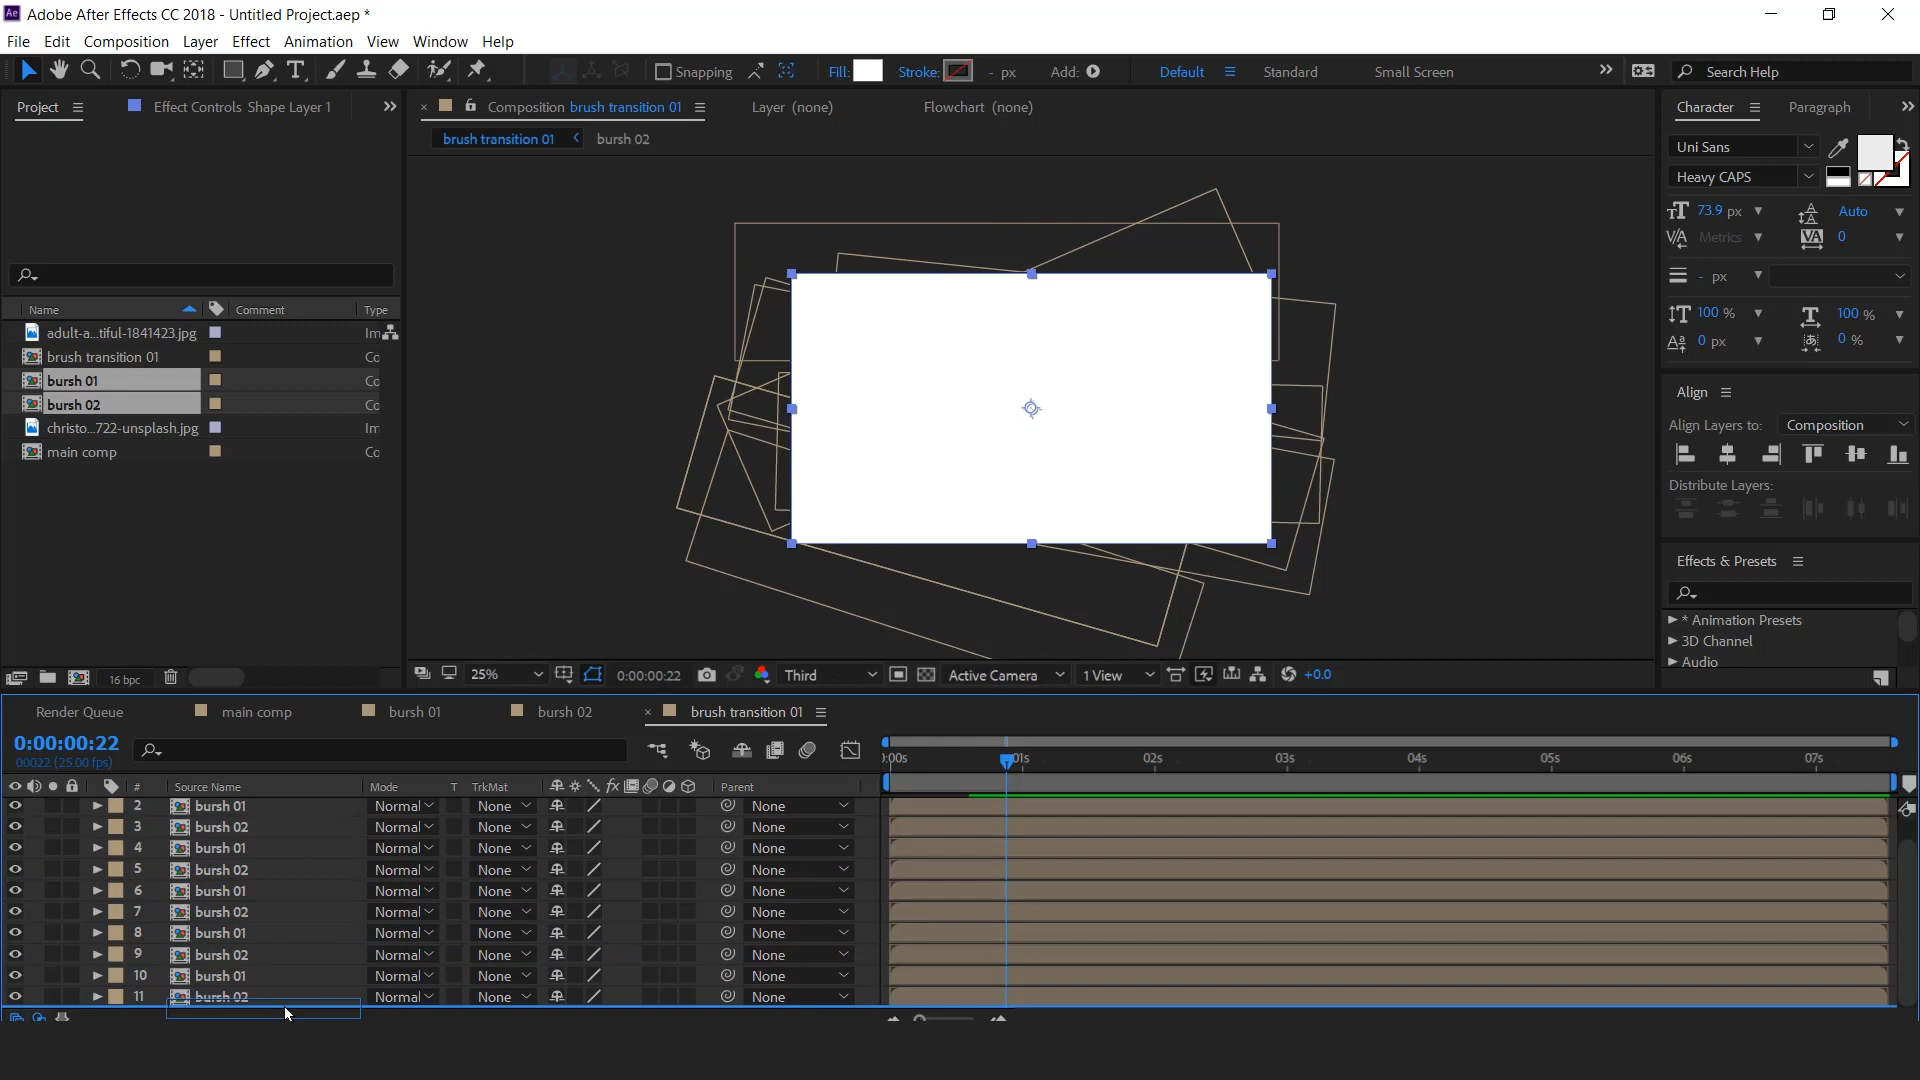 Ae Adobe After Effects CC 2018 - Untitled Project.aep *
File Edit Composition Layer Effect Animation View Window Help
Snapping Fill: Stroke: - px Add: Default Standard Small Screen Search Help
Project Effect Controls Shape Layer 1
Composition brush transition 01 Layer (none) Flowchart (none)
brush transition 01 bursh 02
Name Comment Type
adult-a...tiful-1841423.jpg Im
brush transition 01 Co
bursh 01 Co
bursh 02 Co
christo...722-unsplash.jpg Im
main comp Co
16 bpc
25% 0:00:00:22 Third Active Camera 1 View +0.0
Character Paragraph
Uni Sans
Heavy CAPS
73.9 px Auto
Metrics 0
- px
100 % 100 %
0 px 0 %
Align
Align Layers to: Composition
Distribute Layers:
Effects & Presets
* Animation Presets
3D Channel
Audio
Render Queue main comp bursh 01 bursh 02 brush transition 01
0:00:00:22
00022 (25.00 fps)
):00s 01s 02s 03s 04s 05s 06s 07s
# Source Name Mode T TrkMat fx Parent
2 bursh 01 Normal None None
3 bursh 02 Normal None None
4 bursh 01 Normal None None
5 bursh 02 Normal None None
6 bursh 01 Normal None None
7 bursh 02 Normal None None
8 bursh 01 Normal None None
9 bursh 02 Normal None None
10 bursh 01 Normal None None
11 bursh 02 Normal None None